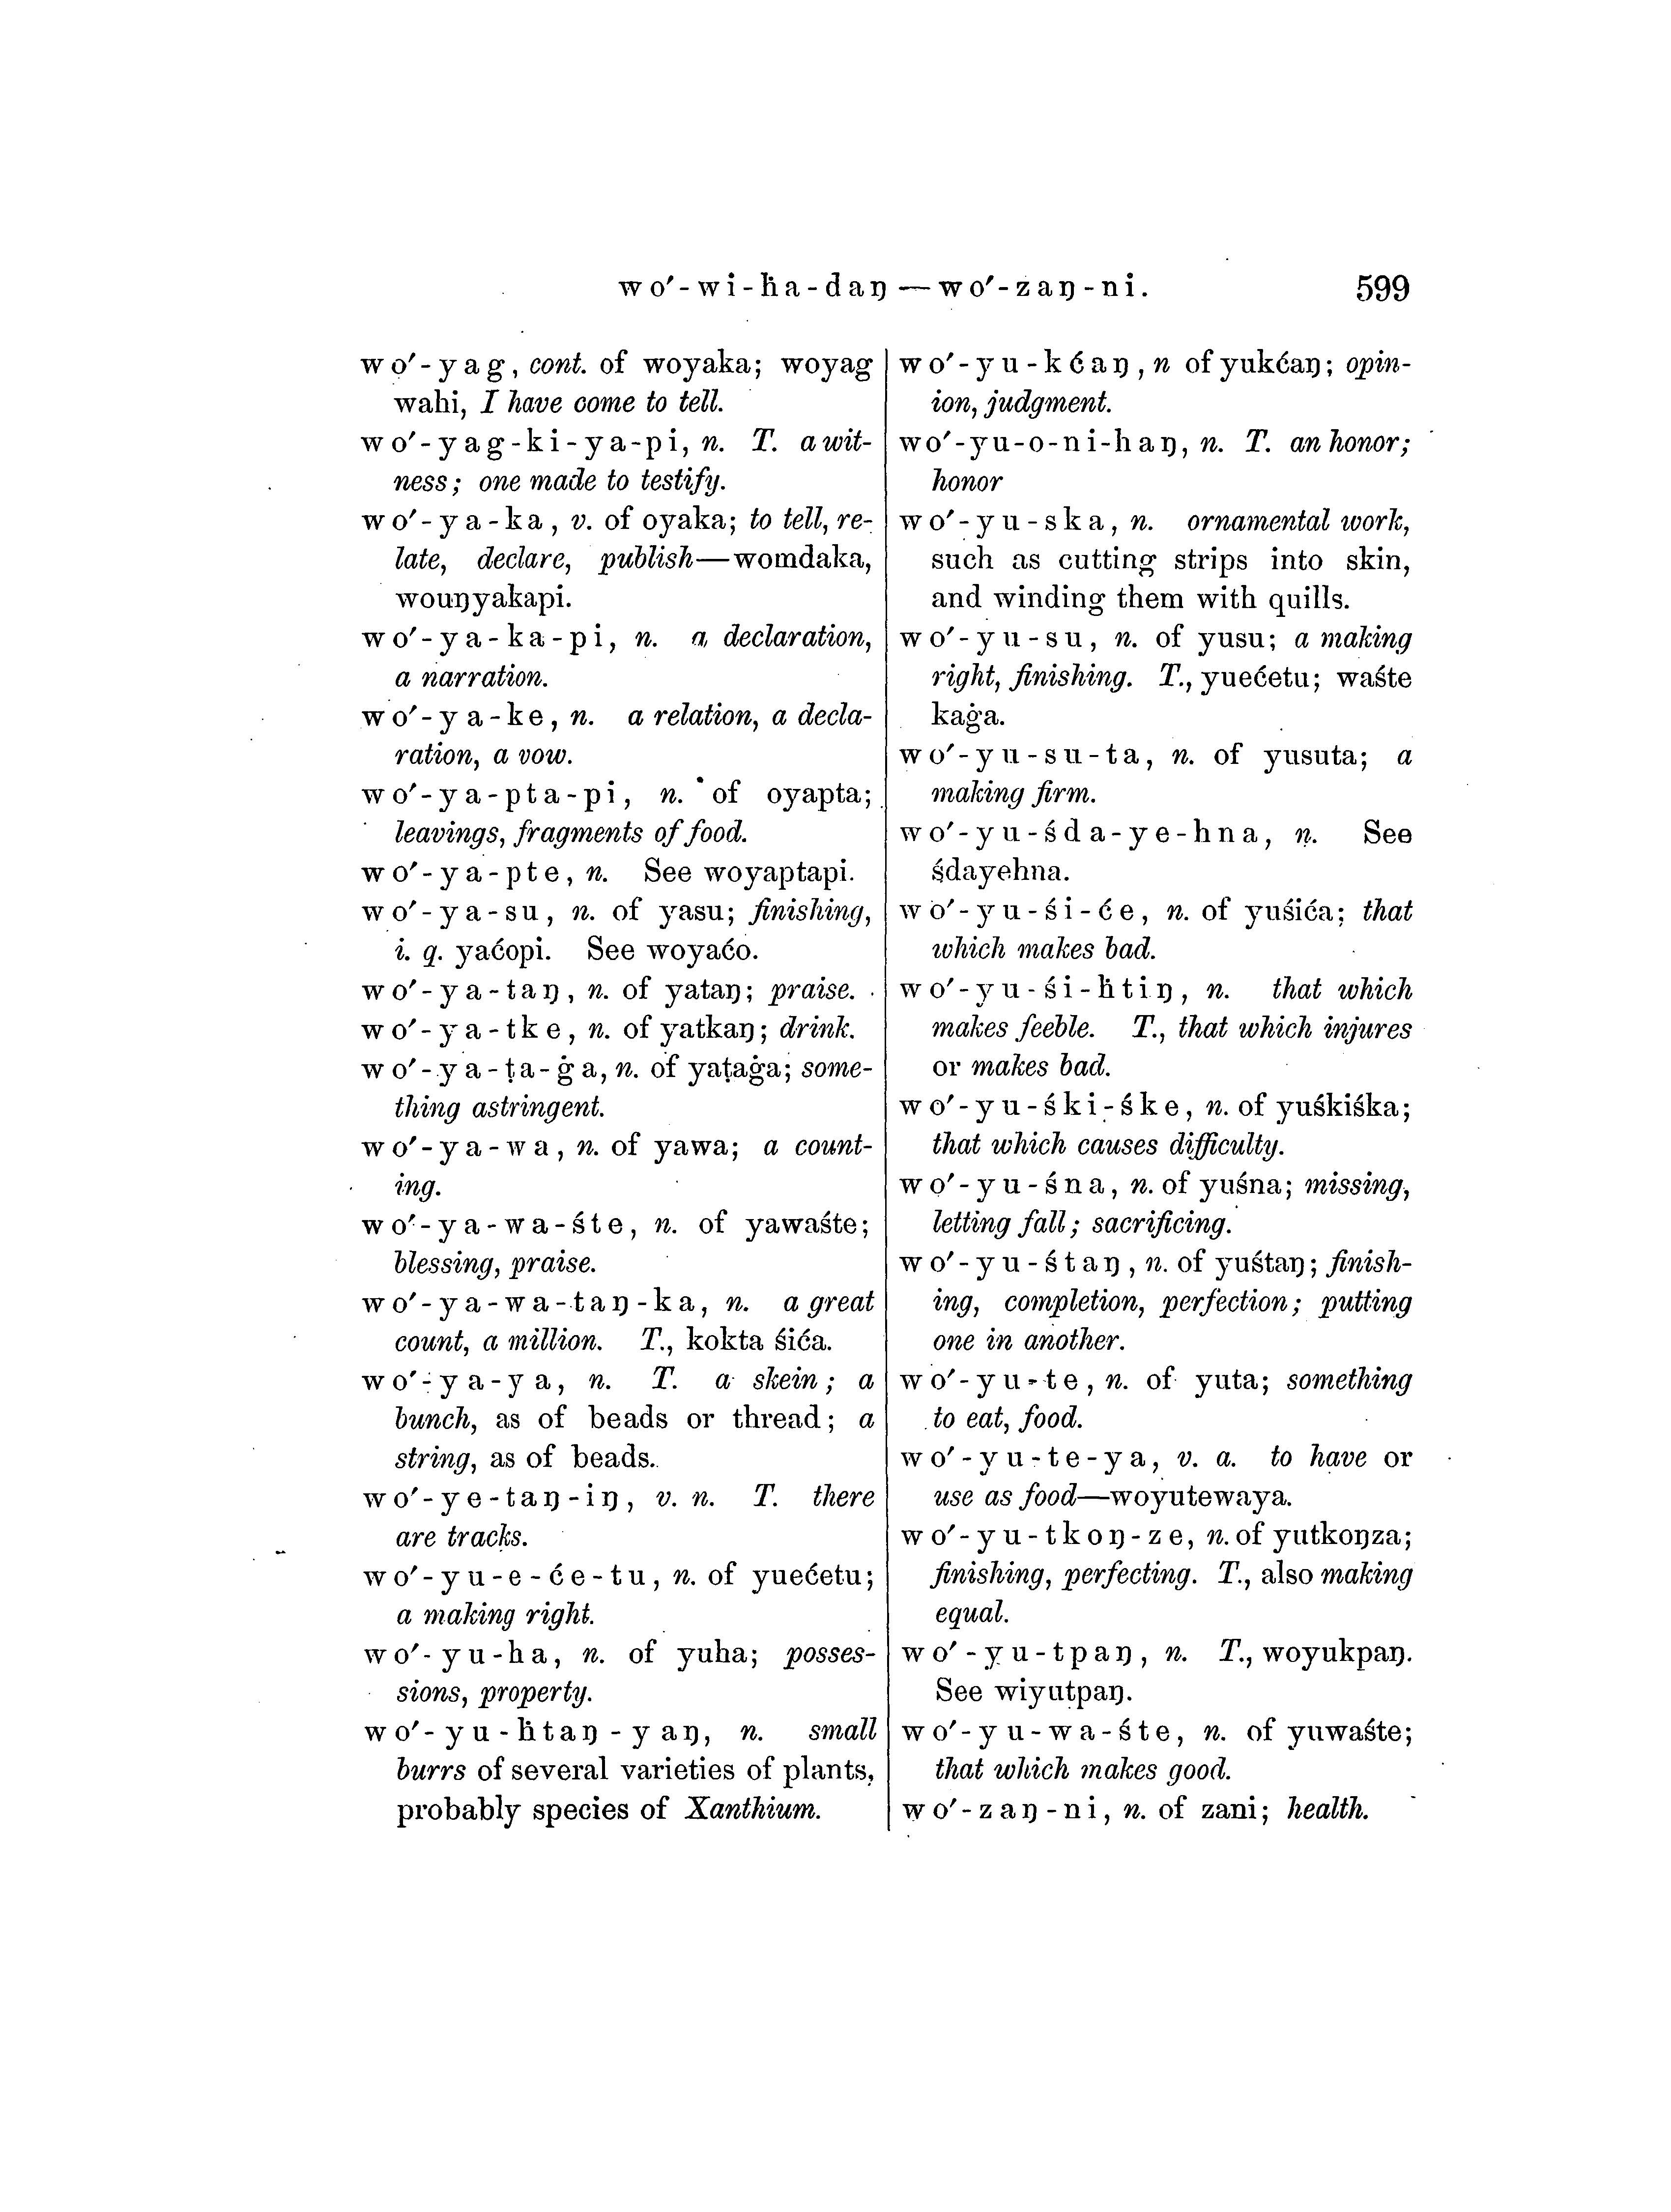 wo′-wi-ḣa-daŋ — wo′-zaŋ-ni. 599
wo′-yag, cont. of woyaka; woyag
wahi, I have come to tell.
wo′-yag-ki-ya-pi, n. T. a wit-
ness; one made to testify.
wo′-ya-ka, v. of oyaka; to tell, re-
late, declare, publish—womdaka,
wouŋyakapi.
wo′-ya-ka-pi, n. a declaration,
a narration.
wo′-ya-ke, n. a relation, a decla-
ration, a vow.
wo′-ya-pta-pi, n. of oyapta;
leavings, fragments of food.
wo′-ya-pte, n. See woyaptapi.
wo′-ya-su, n. of yasu; finishing,
i. q. yaćopi. See woyaćo.
wo′-ya-taŋ, n. of yataŋ; praise.
wo′-ya-tke, n. of yatkaŋ; drink.
wo′-ya-ṭa-ġa, n. of yaṭaġa; some-
thing astringent.
wo′-ya-wa, n. of yawa; a count-
ing.
wo′-ya-wa-śte, n. of yawaśte;
blessing, praise.
wo′-ya-wa-taŋ-ka, n. a great
count, a million. T., kokta śića.
wo′-ya-ya, n. T. a skein; a
bunch, as of beads or thread; a
string, as of beads.
wo′-ye-taŋ-iŋ, v. n. T. there
are tracks.
wo′-yu-e-će-tu, n. of yuećetu;
a making right.
wo′-yu-ha, n. of yuha; posses-
sions, property.
wo′-yu-ḣtaŋ-yaŋ, n. small
burrs of several varieties of plants,
probably species of Xanthium.
wo′-yu-kćaŋ, n of yukćaŋ; opin-
ion, judgment.
wo′-yu-o-ni-haŋ, n. T. an honor;
honor
wo′-yu-ska, n. ornamental work,
such as cutting strips into skin,
and winding them with quills.
wo′-yu-su, n. of yusu; a making
right, finishing. T., yuećetu; waśte
kaġa.
wo′-yu-su-ta, n. of yusuta; a
making firm.
wo′-yu-śda-ye-hna, n. See
śdayehna.
wo′-yu-śi-će, n. of yuśića; that
which makes bad.
wo′-yu-śi-ḣtiŋ, n. that which
makes feeble. T., that which injures
or makes bad.
wo′-yu-śki-śke, n. of yuśkiśka;
that which causes difficulty.
wo′-yu-śna, n. of yuśna; missing,
letting fall; sacrificing.
wo′-yu-śtaŋ, n. of yuśtaŋ; finish-
ing, completion, perfection; putting
one in another.
wo′-yu-te, n. of yuta; something
to eat, food.
wo′-yu-te-ya, v. a. to have or
use as food—woyutewaya.
wo′-yu-tkoŋ-ze, n. of yutkoŋza;
finishing, perfecting. T., also making
equal.
wo′-yu-tpaŋ, n. T., woyukpaŋ.
See wiyutpaŋ.
wo′-yu-wa-śte, n. of yuwaśte;
that which makes good.
wo′-zaŋ-ni, n. of zani; health.